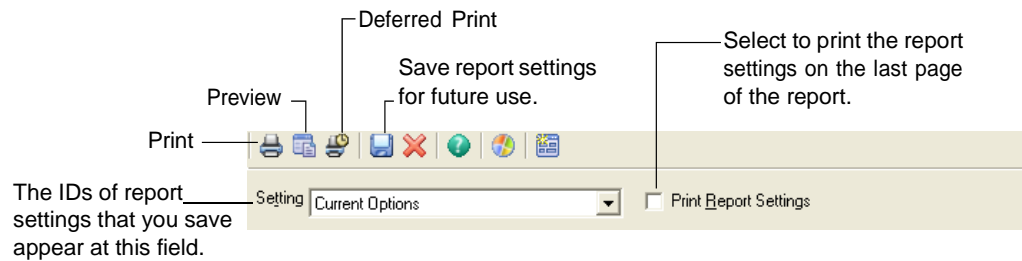 Deferred Print
Select to print the report
settings on the last page
of the report.
Save report settings
for future use.
Preview
Print
The IDs of report
settings that you save
appear at this field.
Setting
Current Options
Print Report Settings